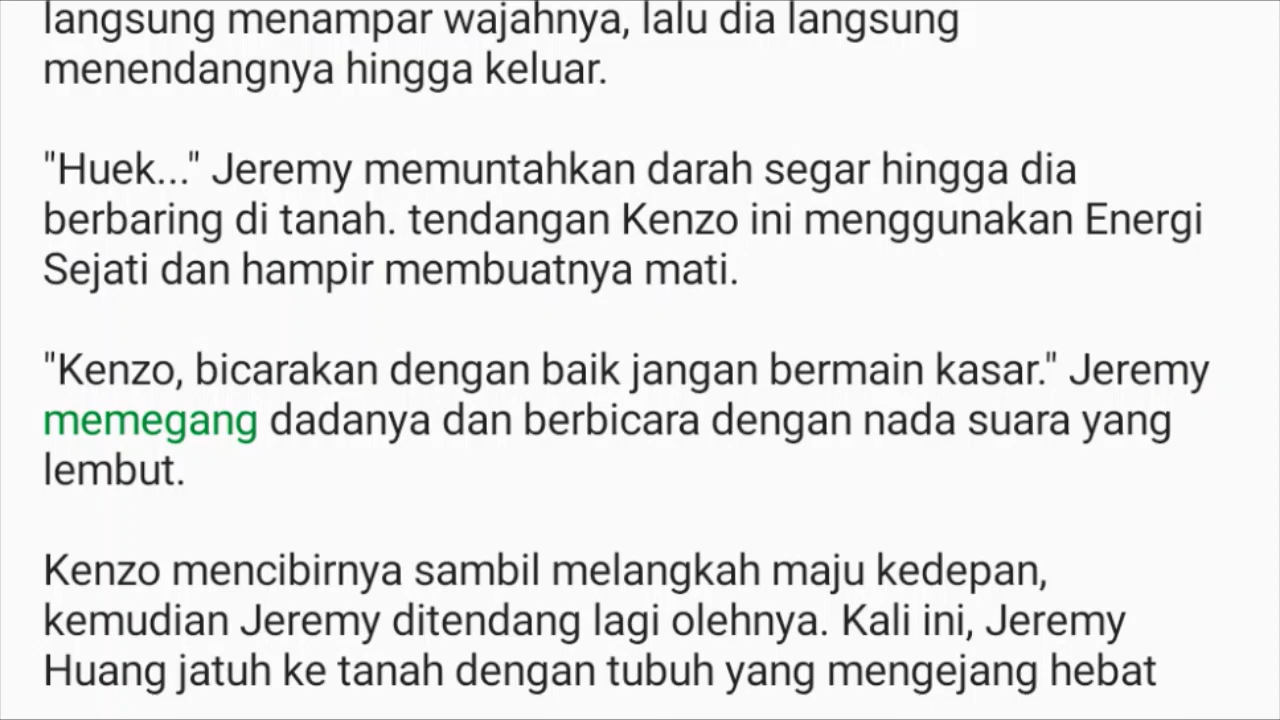 langsung menampar wajahnya, lalu dia langsung
menendangnya hingga keluar.
"Huek..." Jeremy memuntahkan darah segar hingga dia
berbaring di tanah. tendangan Kenzo ini menggunakan Energi
Sejati dan hampir membuatnya mati.
"Kenzo, bicarakan dengan baik jangan bermain kasar." Jeremy
memegang dadanya dan berbicara dengan nada suara yang
lembut.
Kenzo mencibirnya sambil melangkah maju kedepan,
kemudian Jeremy ditendang lagi olehnya. Kali ini, Jeremy
Huang jatuh ke tanah dengan tubuh yang mengejang hebat